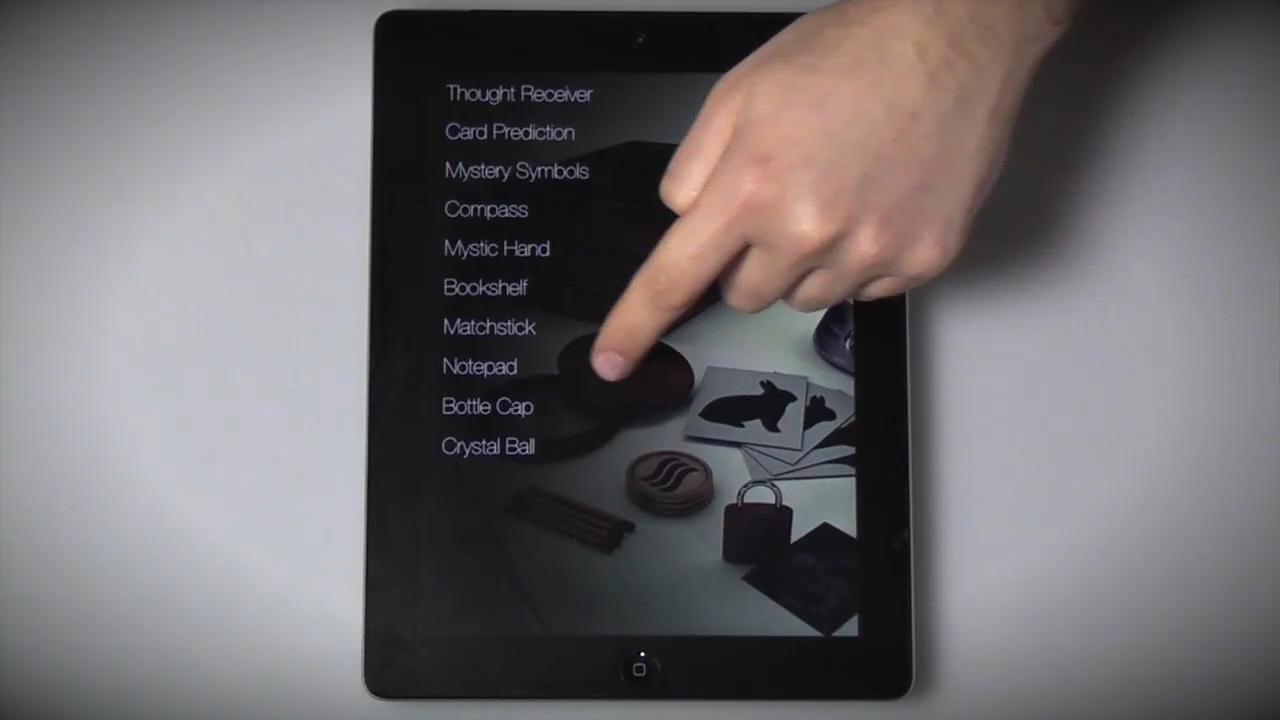 Thought Receiver
Card Prediction
Mystery Symbols
Compass
Mystic Hand
Bookshelf
Matchstick
Notepad
Bottle Cap
Crystal Ball